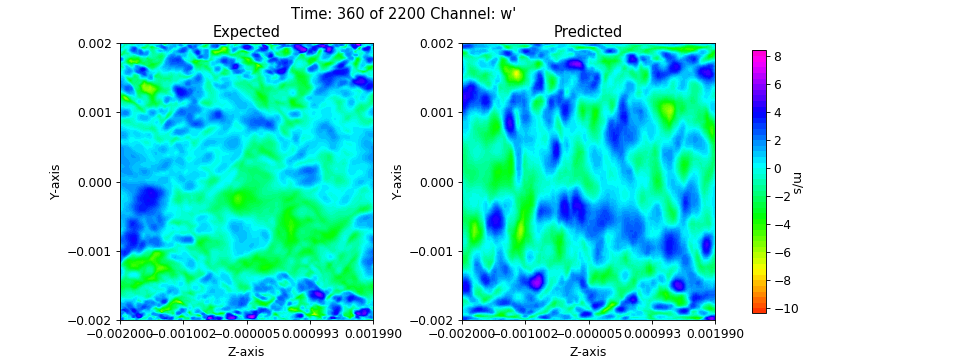 Time: 360 of 2200 Channel: w'
Expected
Predicted
Y-axis
0.002
0.001
0.000
−0.001
−0.002
−0.002000−0.001002−0.000005 0.000993 0.001990
Z-axis
Y-axis
0.002
0.001
0.000
−0.001
−0.002
−0.002000−0.001002−0.000005 0.000993 0.001990
Z-axis
8
6
4
2
0
−2
−4
−6
−8
−10
m/s